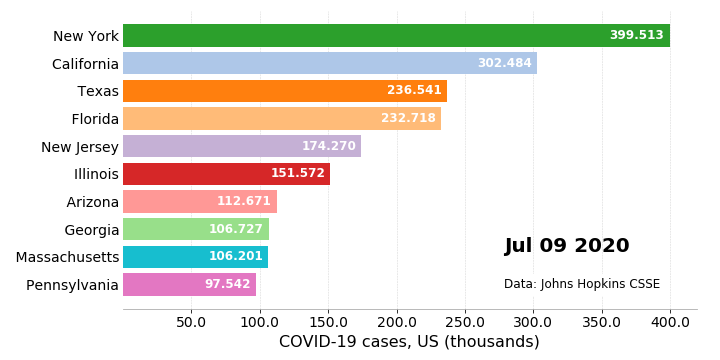 New York 399.513
California 302.484
Texas 236.541
Florida 232.718
New Jersey 174.270
Illinois 151.572
Arizona 112.671
Georgia 106.727
Massachusetts 106.201
Pennsylvania 97.542
Jul 09 2020
Data: Johns Hopkins CSSE
50.0 100.0 150.0 200.0 250.0 300.0 350.0 400.0
COVID-19 cases, US (thousands)